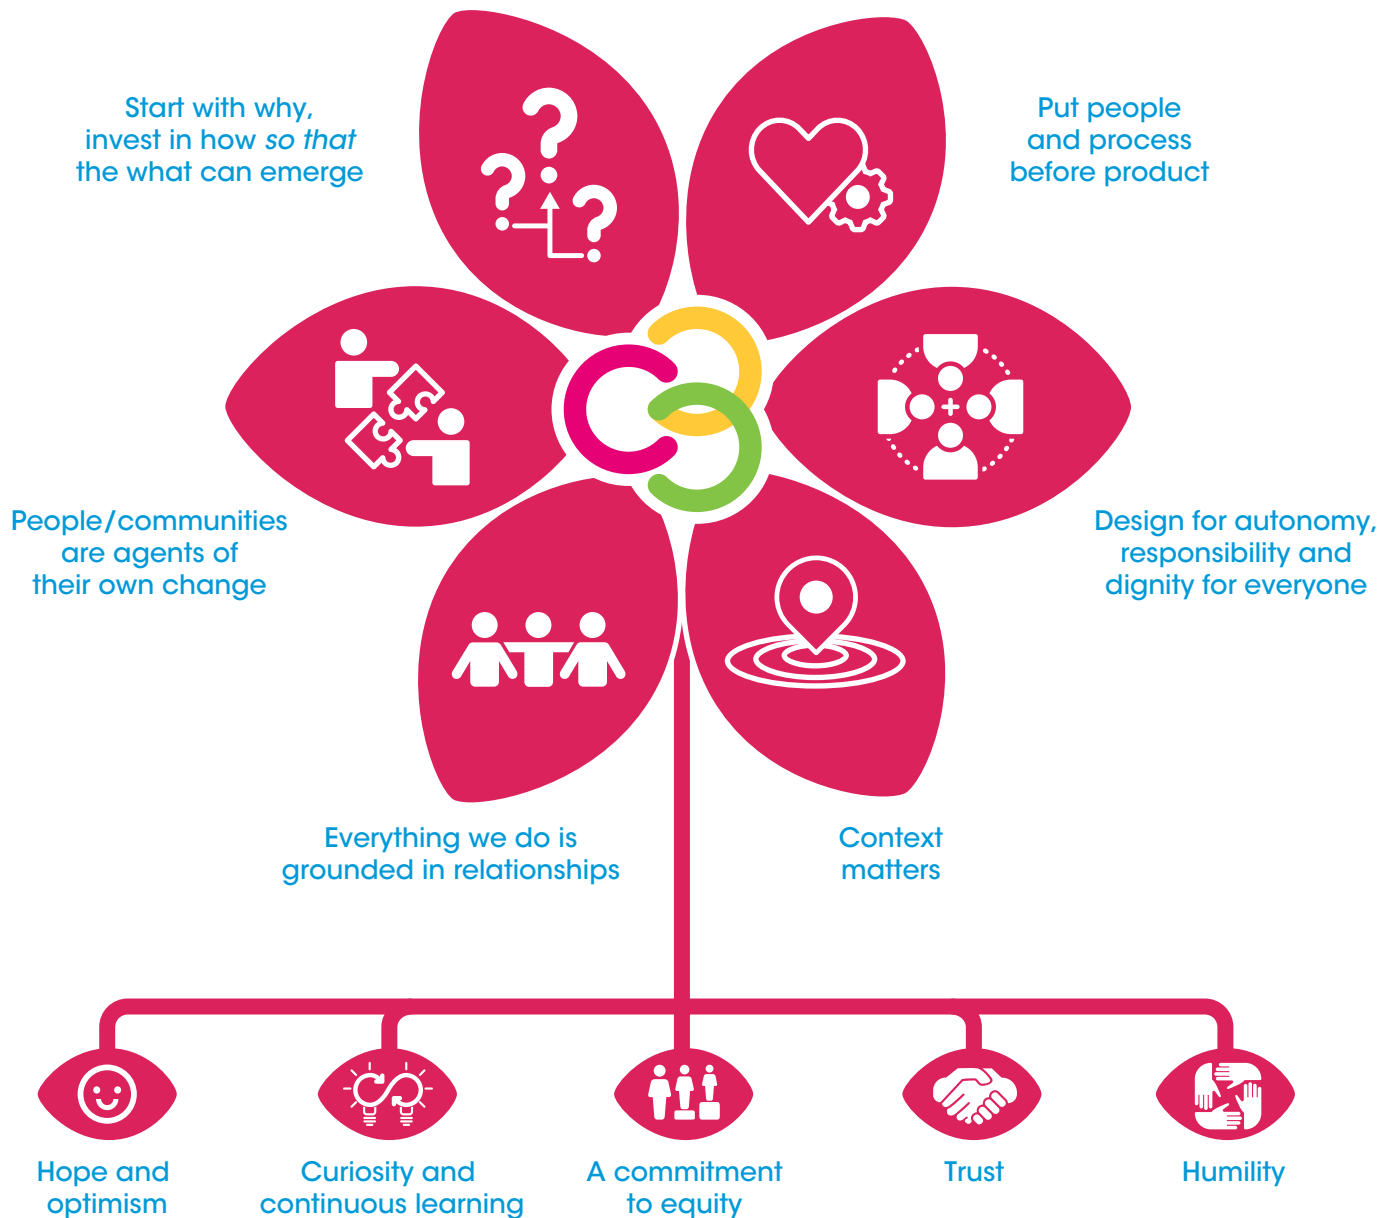 Start with why,
invest in how so that
the what can emerge
Put people
and process
before product
People/communities
are agents of
their own change
Design for autonomy,
responsibility and
dignity for everyone
Everything we do is
grounded in relationships
Context
matters
Hope and
optimism
Curiosity and
continuous learning
A commitment
to equity
Trust
Humility